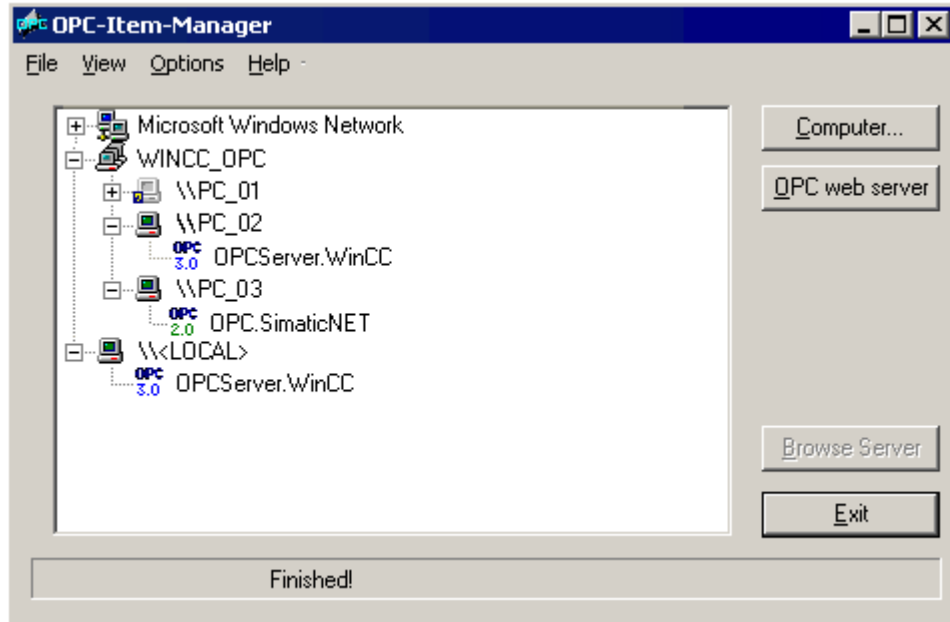 OPC-Item-Manager
File View Options Help
Microsoft Windows Network
WINCC_OPC
\\PC_01
\\PC_02
OPC 3.0 OPCServer.WinCC
\\PC_03
OPC 2.0 OPC.SimaticNET
\\<LOCAL>
OPC 3.0 OPCServer.WinCC
Computer...
OPC web server
Browse Server
Exit
Finished!